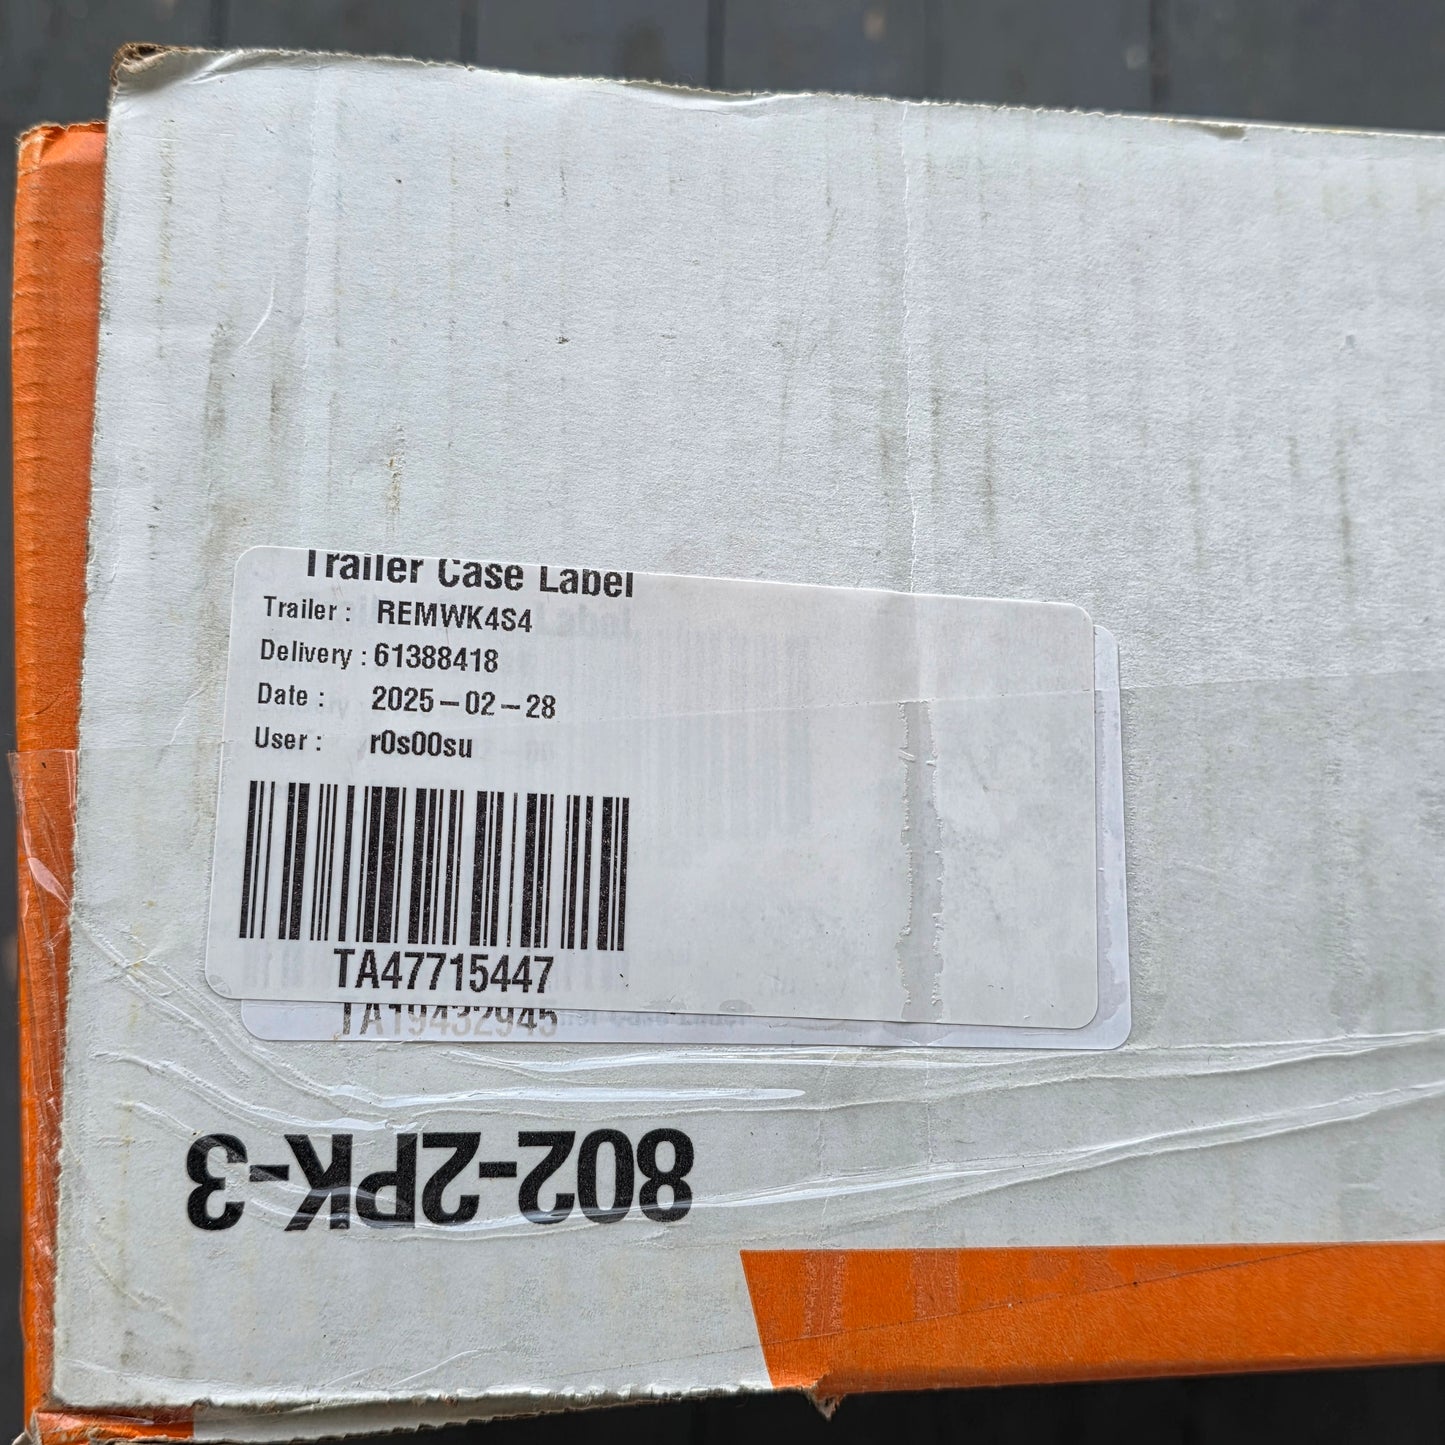 Trailer Case Label
Trailer : REMWK4S4
Delivery : 61388418
Date : 2025-02-28
User : r0s00su
TA47715447
TA19432945
802-2PK-3